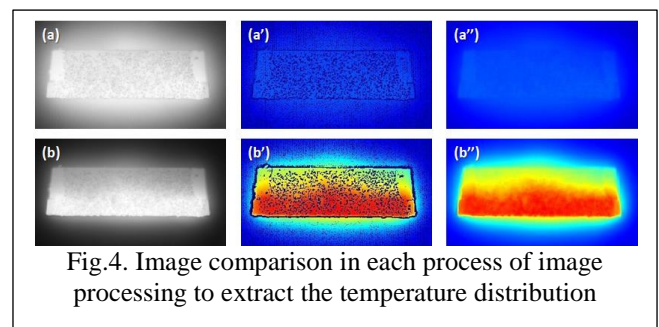 (a) (a') (a'')
(b) (b') (b'')
Fig.4. Image comparison in each process of image
processing to extract the temperature distribution